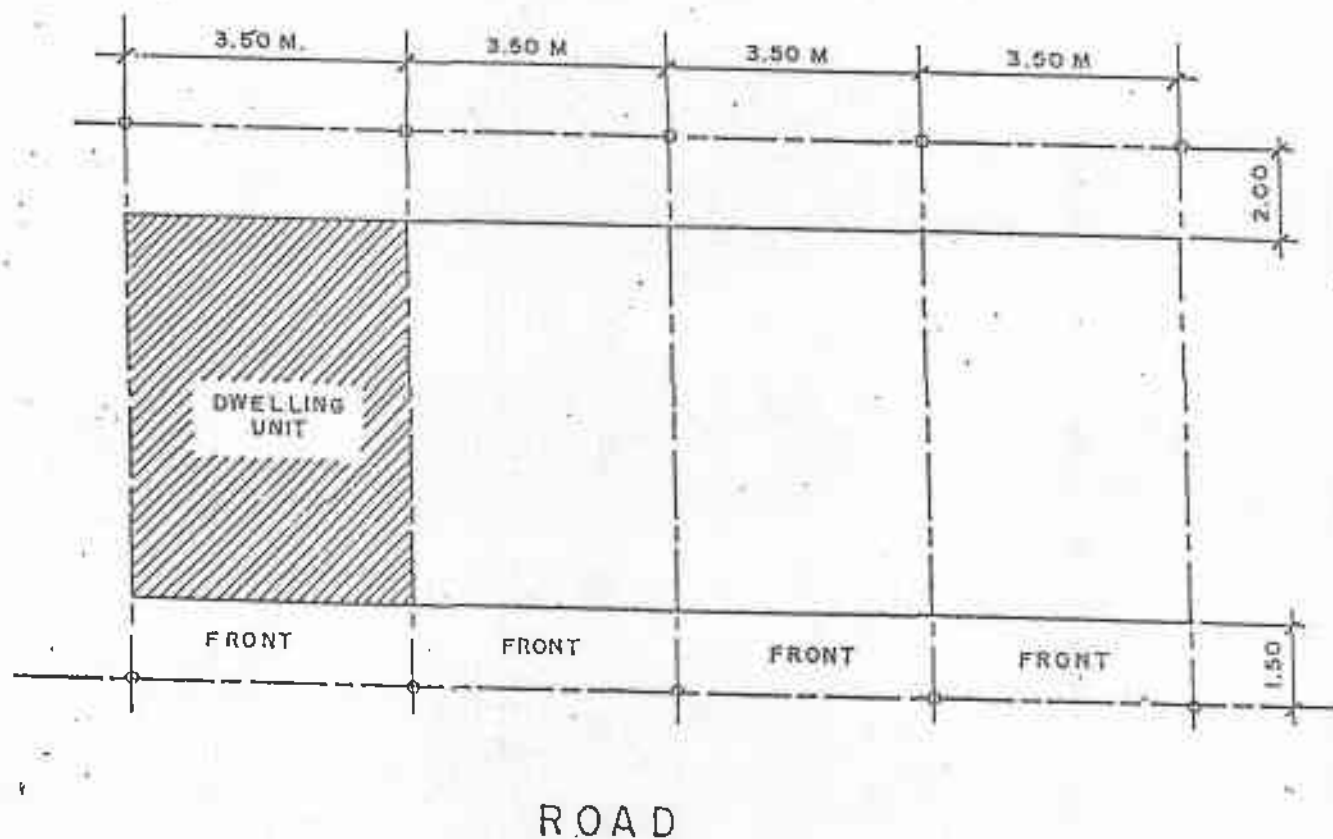 3.50 M.
3.50 M
3.50 M
3.50 M
2.00
DWELLING
UNIT
FRONT
FRONT
FRONT
FRONT
1.50
ROAD